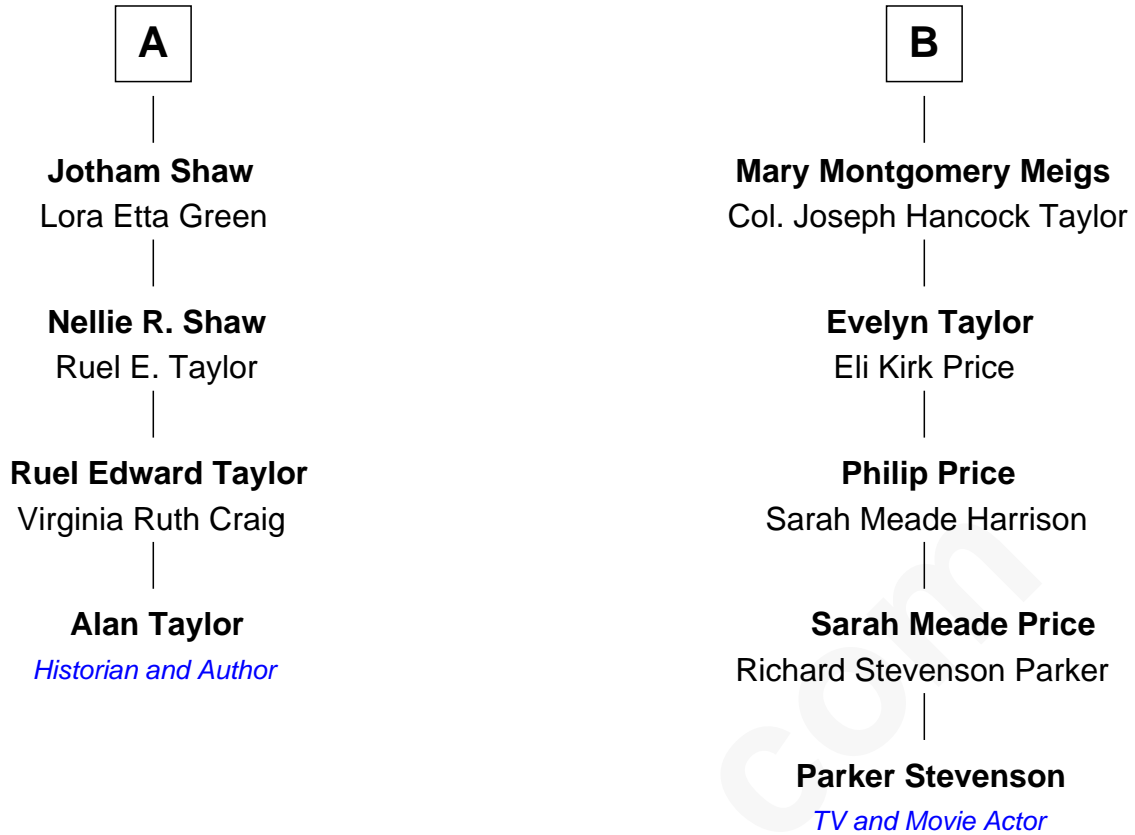 A
Jotham Shaw
Lora Etta Green
Nellie R. Shaw
Ruel E. Taylor
Ruel Edward Taylor
Virginia Ruth Craig
Alan Taylor
Historian and Author
B
Mary Montgomery Meigs
Col. Joseph Hancock Taylor
Evelyn Taylor
Eli Kirk Price
Philip Price
Sarah Meade Harrison
Sarah Meade Price
Richard Stevenson Parker
Parker Stevenson
TV and Movie Actor
com